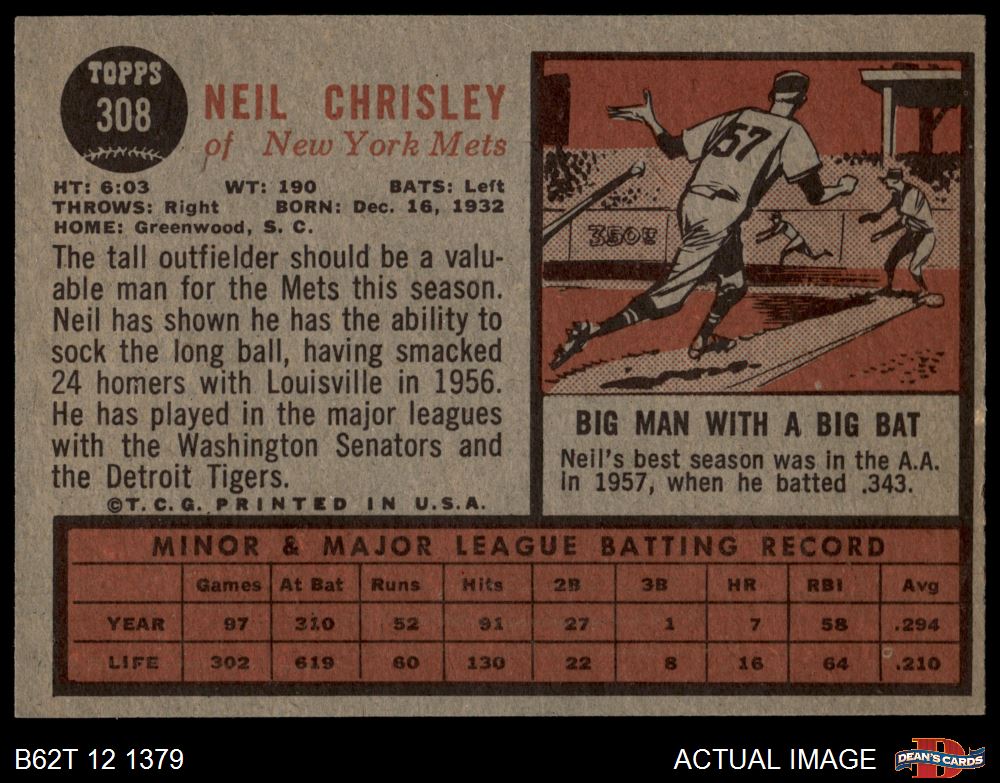 TOPPS
308
NEIL CHRISLEY
of New York Mets
HT: 6:03 WT: 190 BATS: Left
THROWS: Right BORN: Dec. 16, 1932
HOME: Greenwood, S. C.
The tall outfielder should be a valu-
able man for the Mets this season.
Neil has shown he has the ability to
sock the long ball, having smacked
24 homers with Louisville in 1956.
He has played in the major leagues
with the Washington Senators and
the Detroit Tigers.
©T.C.G. PRINTED IN U.S.A.
57
BIG MAN WITH A BIG BAT
Neil's best season was in the A.A.
in 1957, when he batted .343.
MINOR & MAJOR LEAGUE BATTING RECORD
Games At Bat Runs Hits 2B 3B HR RBI Avg
YEAR 97 310 52 91 27 1 7 58 .294
LIFE 302 619 60 130 22 8 16 64 .210
B62T 12 1379
ACTUAL IMAGE
D
DEAN'S CARDS